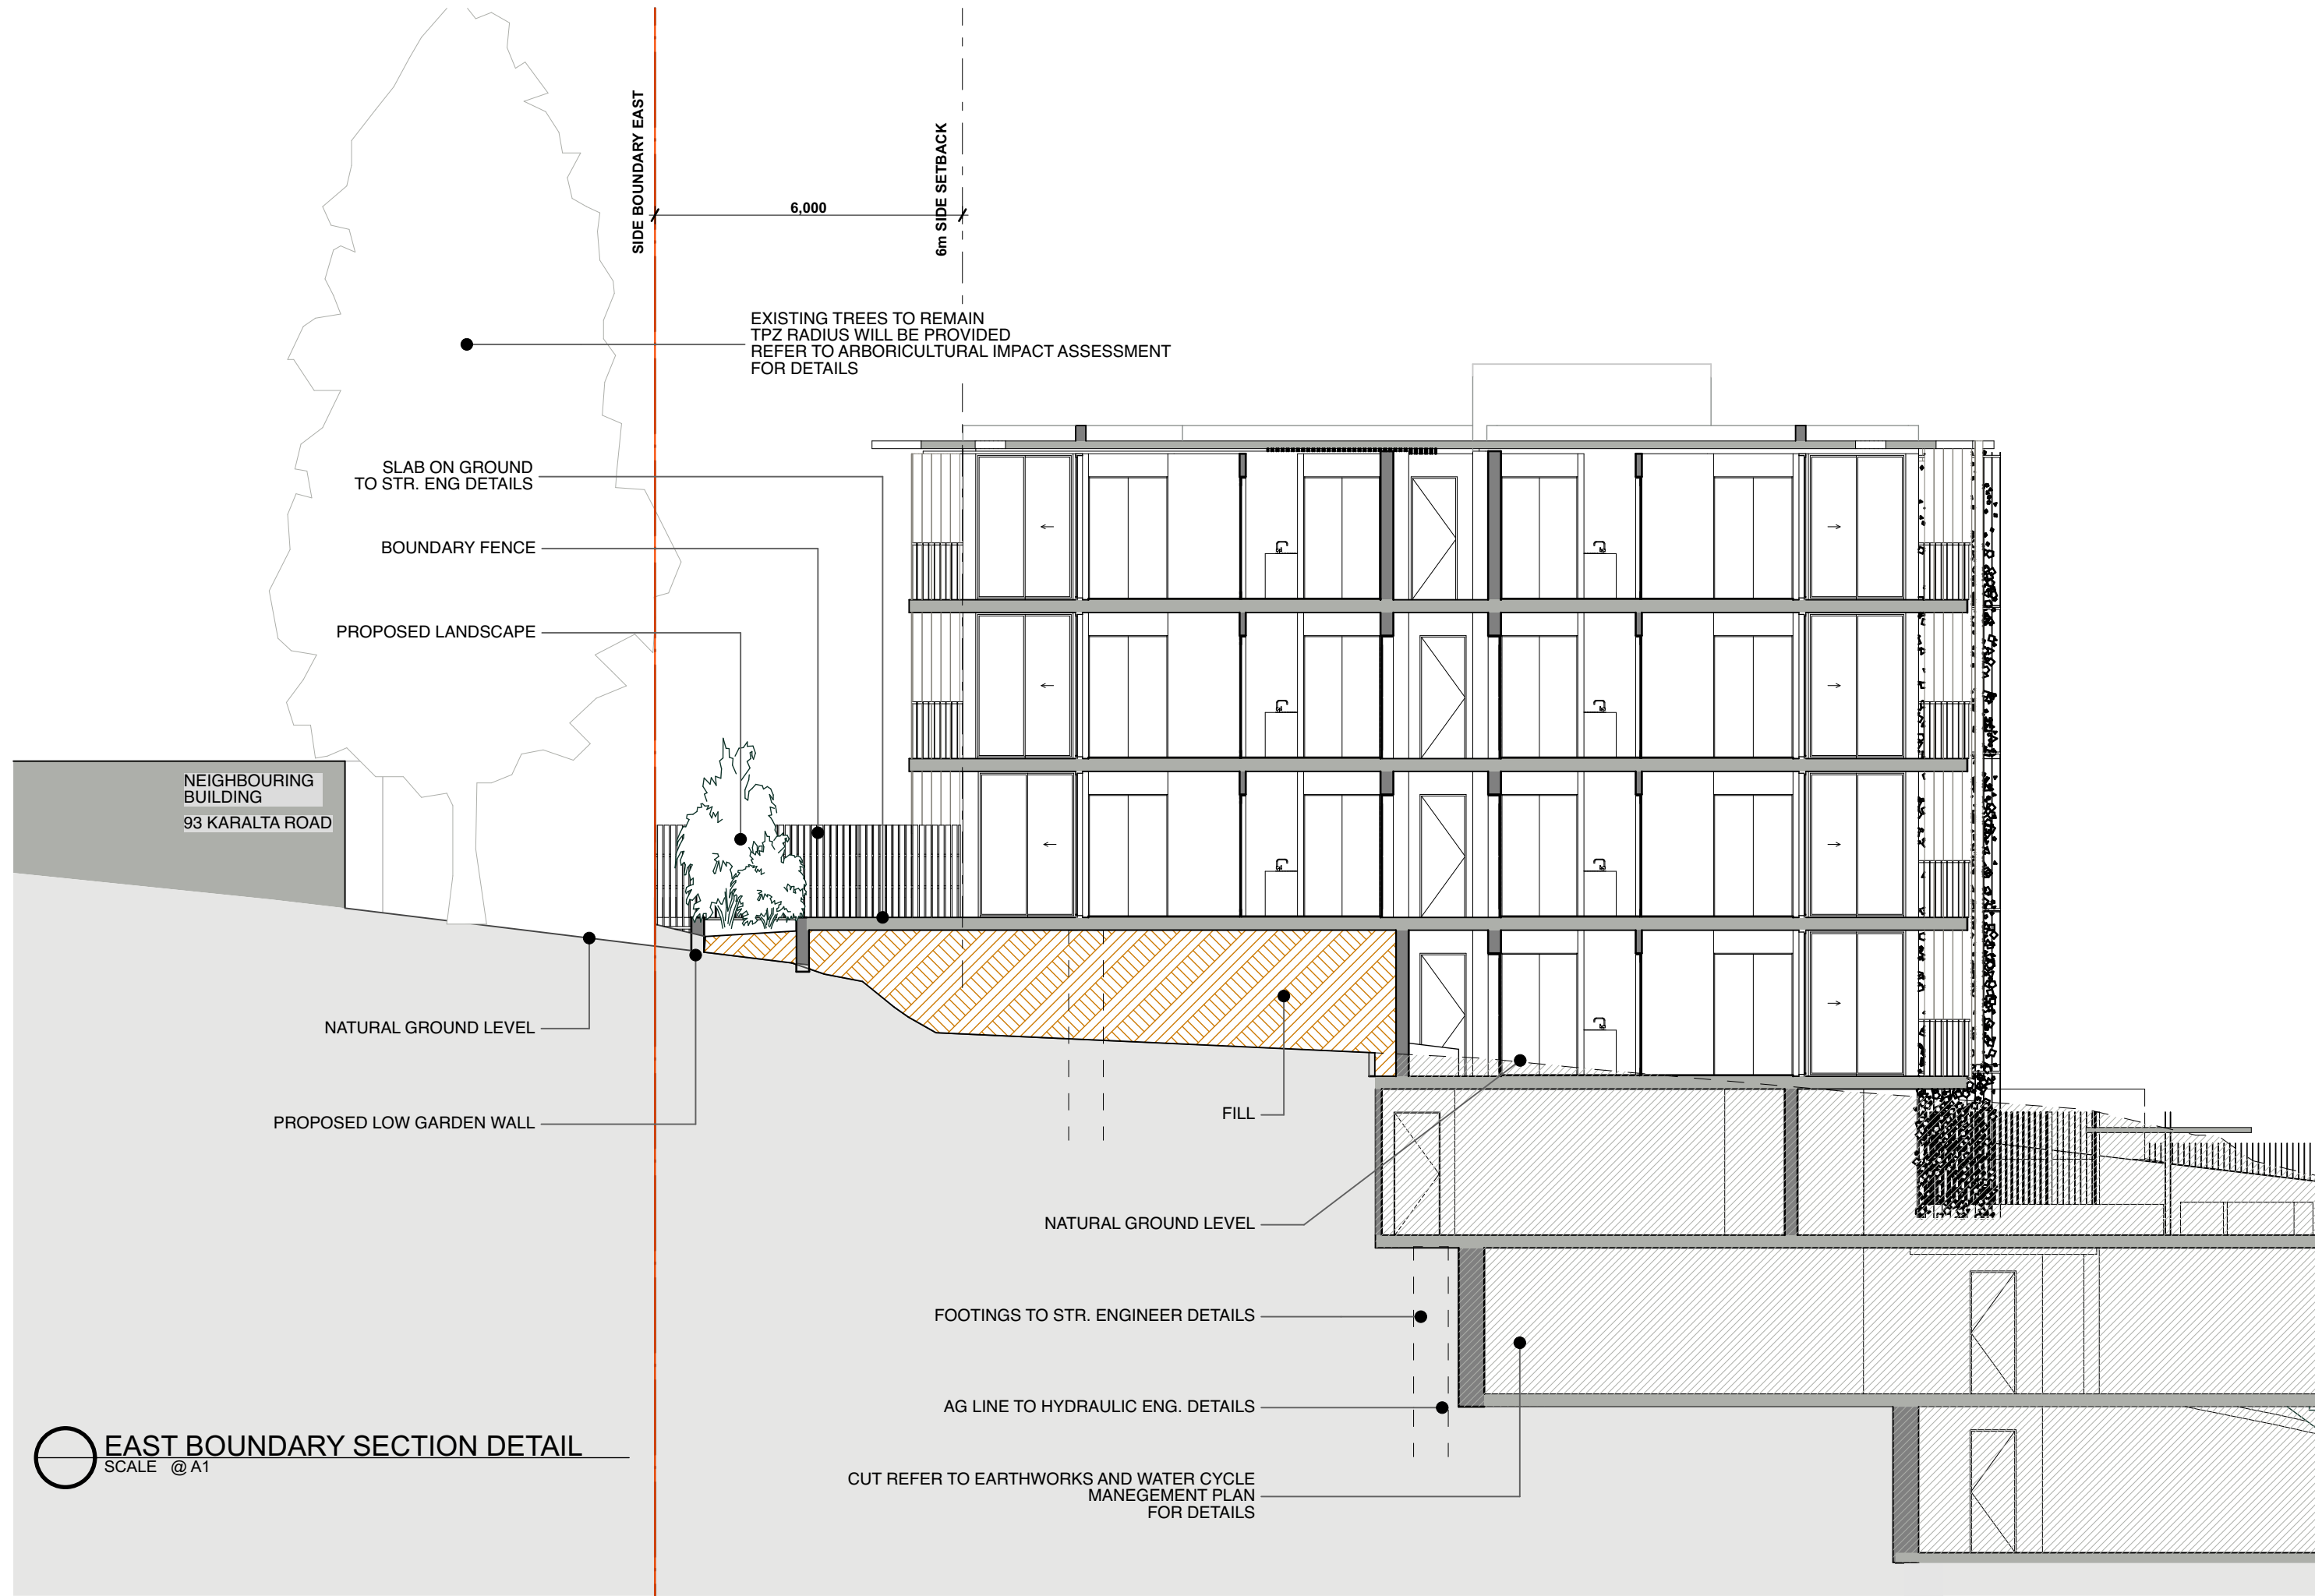 SIDE BOUNDARY EAST
6m SIDE SETBACK
6,000
EXISTING TREES TO REMAIN
TPZ RADIUS WILL BE PROVIDED
REFER TO ARBORICULTURAL IMPACT ASSESSMENT
FOR DETAILS
SLAB ON GROUND
TO STR. ENG DETAILS
BOUNDARY FENCE
PROPOSED LANDSCAPE
NEIGHBOURING
BUILDING
93 KARALTA ROAD
NATURAL GROUND LEVEL
PROPOSED LOW GARDEN WALL
FILL
NATURAL GROUND LEVEL
FOOTINGS TO STR. ENGINEER DETAILS
AG LINE TO HYDRAULIC ENG. DETAILS
CUT REFER TO EARTHWORKS AND WATER CYCLE
MANEGEMENT PLAN
FOR DETAILS
EAST BOUNDARY SECTION DETAIL
SCALE @ A1